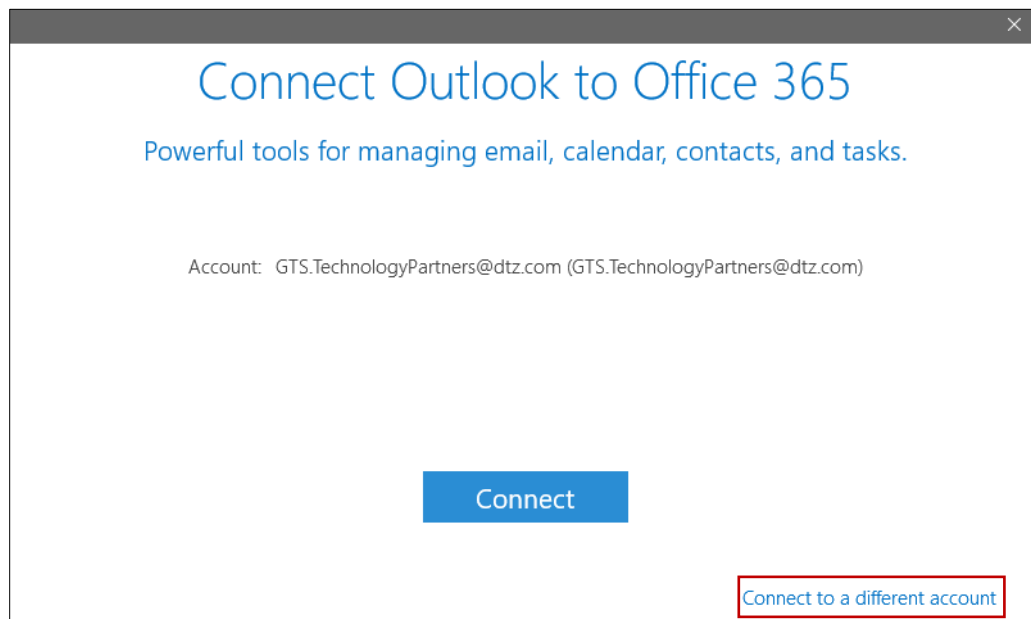 Connect Outlook to Office 365
Powerful tools for managing email, calendar, contacts, and tasks.
Account: GTS.TechnologyPartners@dtz.com (GTS.TechnologyPartners@dtz.com)
Connect
Connect to a different account